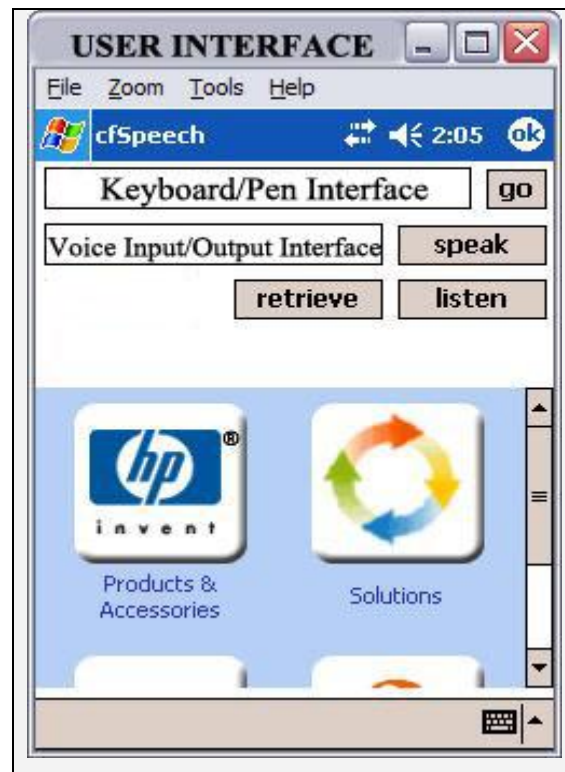 USER INTERFACE
File Zoom Tools Help
cfSpeech 2:05 ok
Keyboard/Pen Interface go
Voice Input/Output Interface speak
retrieve listen
hp ®
invent
Products & Solutions
Accessories